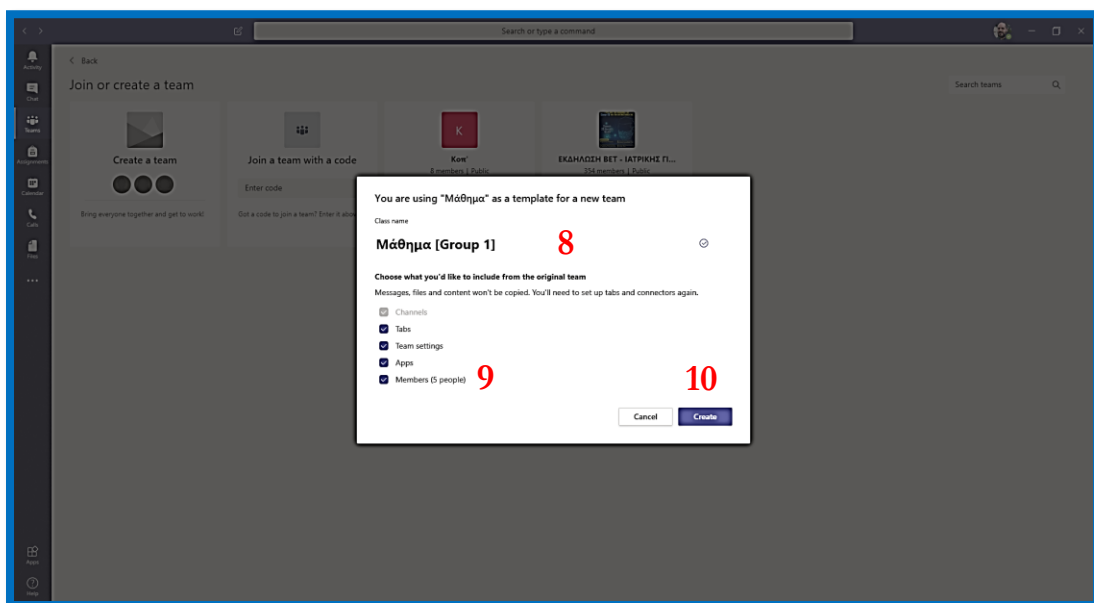 Search or type a command
Activity
Chat
Teams
Assignments
Calendar
Calls
Files
Apps
Help
Back
Join or create a team
Search teams
Create a team
Bring everyone together and get to work!
Join a team with a code
Enter code
Got a code to join a team? Enter it
K
6 members | Public
ΕΚΔΗΛΩΣΗ ΒΕΤ - ΙΑΤΡΙΚΗΣ ΓΙ...
334 members | Public
You are using "Μάθημα" as a template for a new team
Class name
Μάθημα [Group 1]
8
Choose what you'd like to include from the original team
Messages, files and content won't be copied. You'll need to set up tabs and connectors again.
Channels
Tabs
Team settings
Apps
Members (5 people)
9
10
Cancel
Create